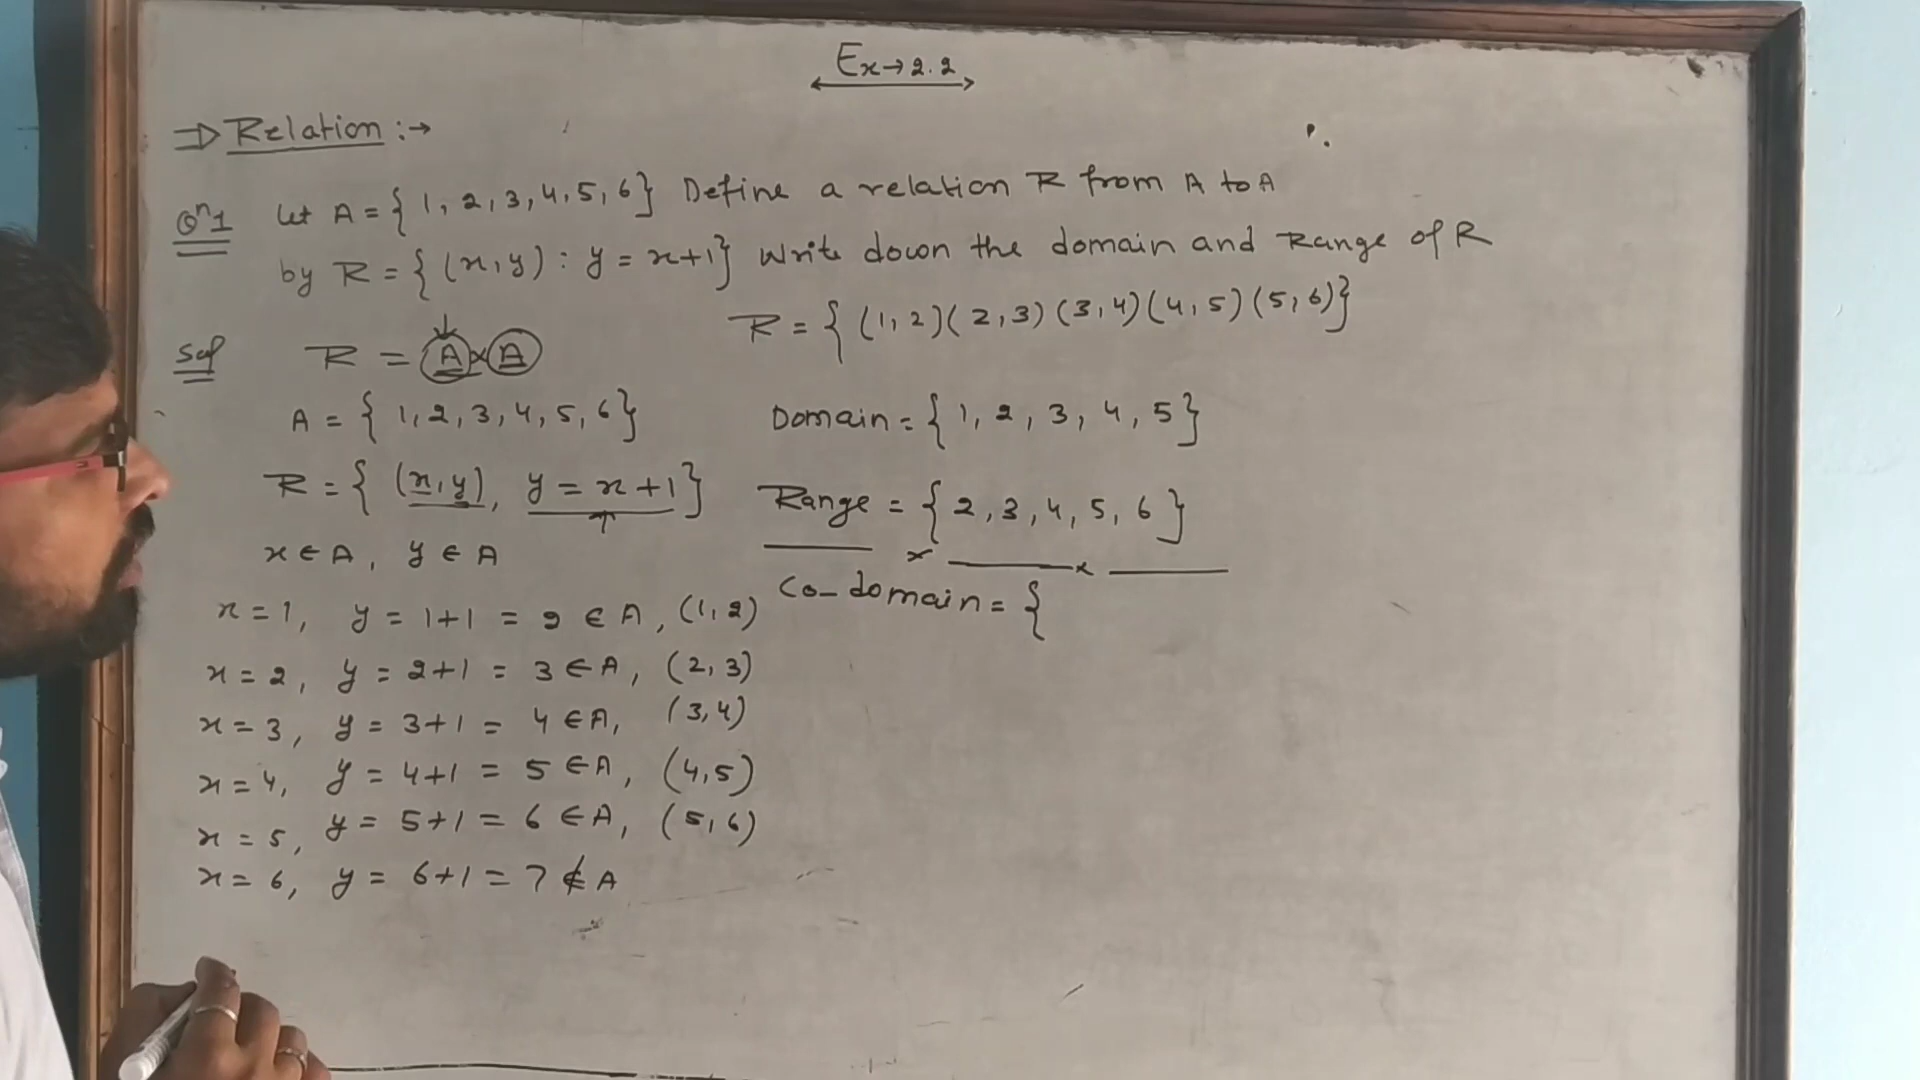 Ex→2.2
⇒ Relation :→
Qn1 Let A = { 1, 2, 3, 4, 5, 6} Define a relation R from A to A
by R = { (x, y) : y = x+1} Write down the domain and Range of R
Sol R = A×A
A = { 1, 2, 3, 4, 5, 6}
R = { (x, y), y = x+1}
x ∈ A, y ∈ A
x = 1, y = 1+1 = 2 ∈ A, (1, 2)
x = 2, y = 2+1 = 3 ∈ A, (2, 3)
x = 3, y = 3+1 = 4 ∈ A, (3, 4)
x = 4, y = 4+1 = 5 ∈ A, (4, 5)
x = 5, y = 5+1 = 6 ∈ A, (5, 6)
x = 6, y = 6+1 = 7 ∉ A
R = { (1, 2) (2, 3) (3, 4) (4, 5) (5, 6)}
Domain = { 1, 2, 3, 4, 5}
Range = { 2, 3, 4, 5, 6 }
Co-domain = {